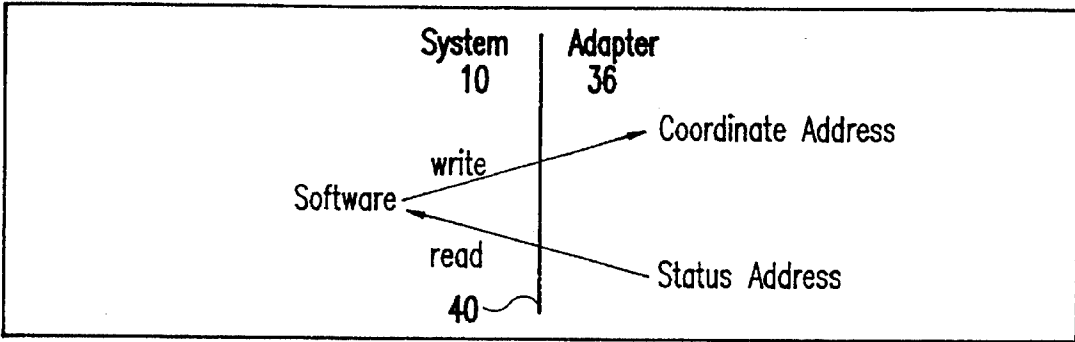 System Adapter
10 36
Coordinate Address
write
Software
read
Status Address
40